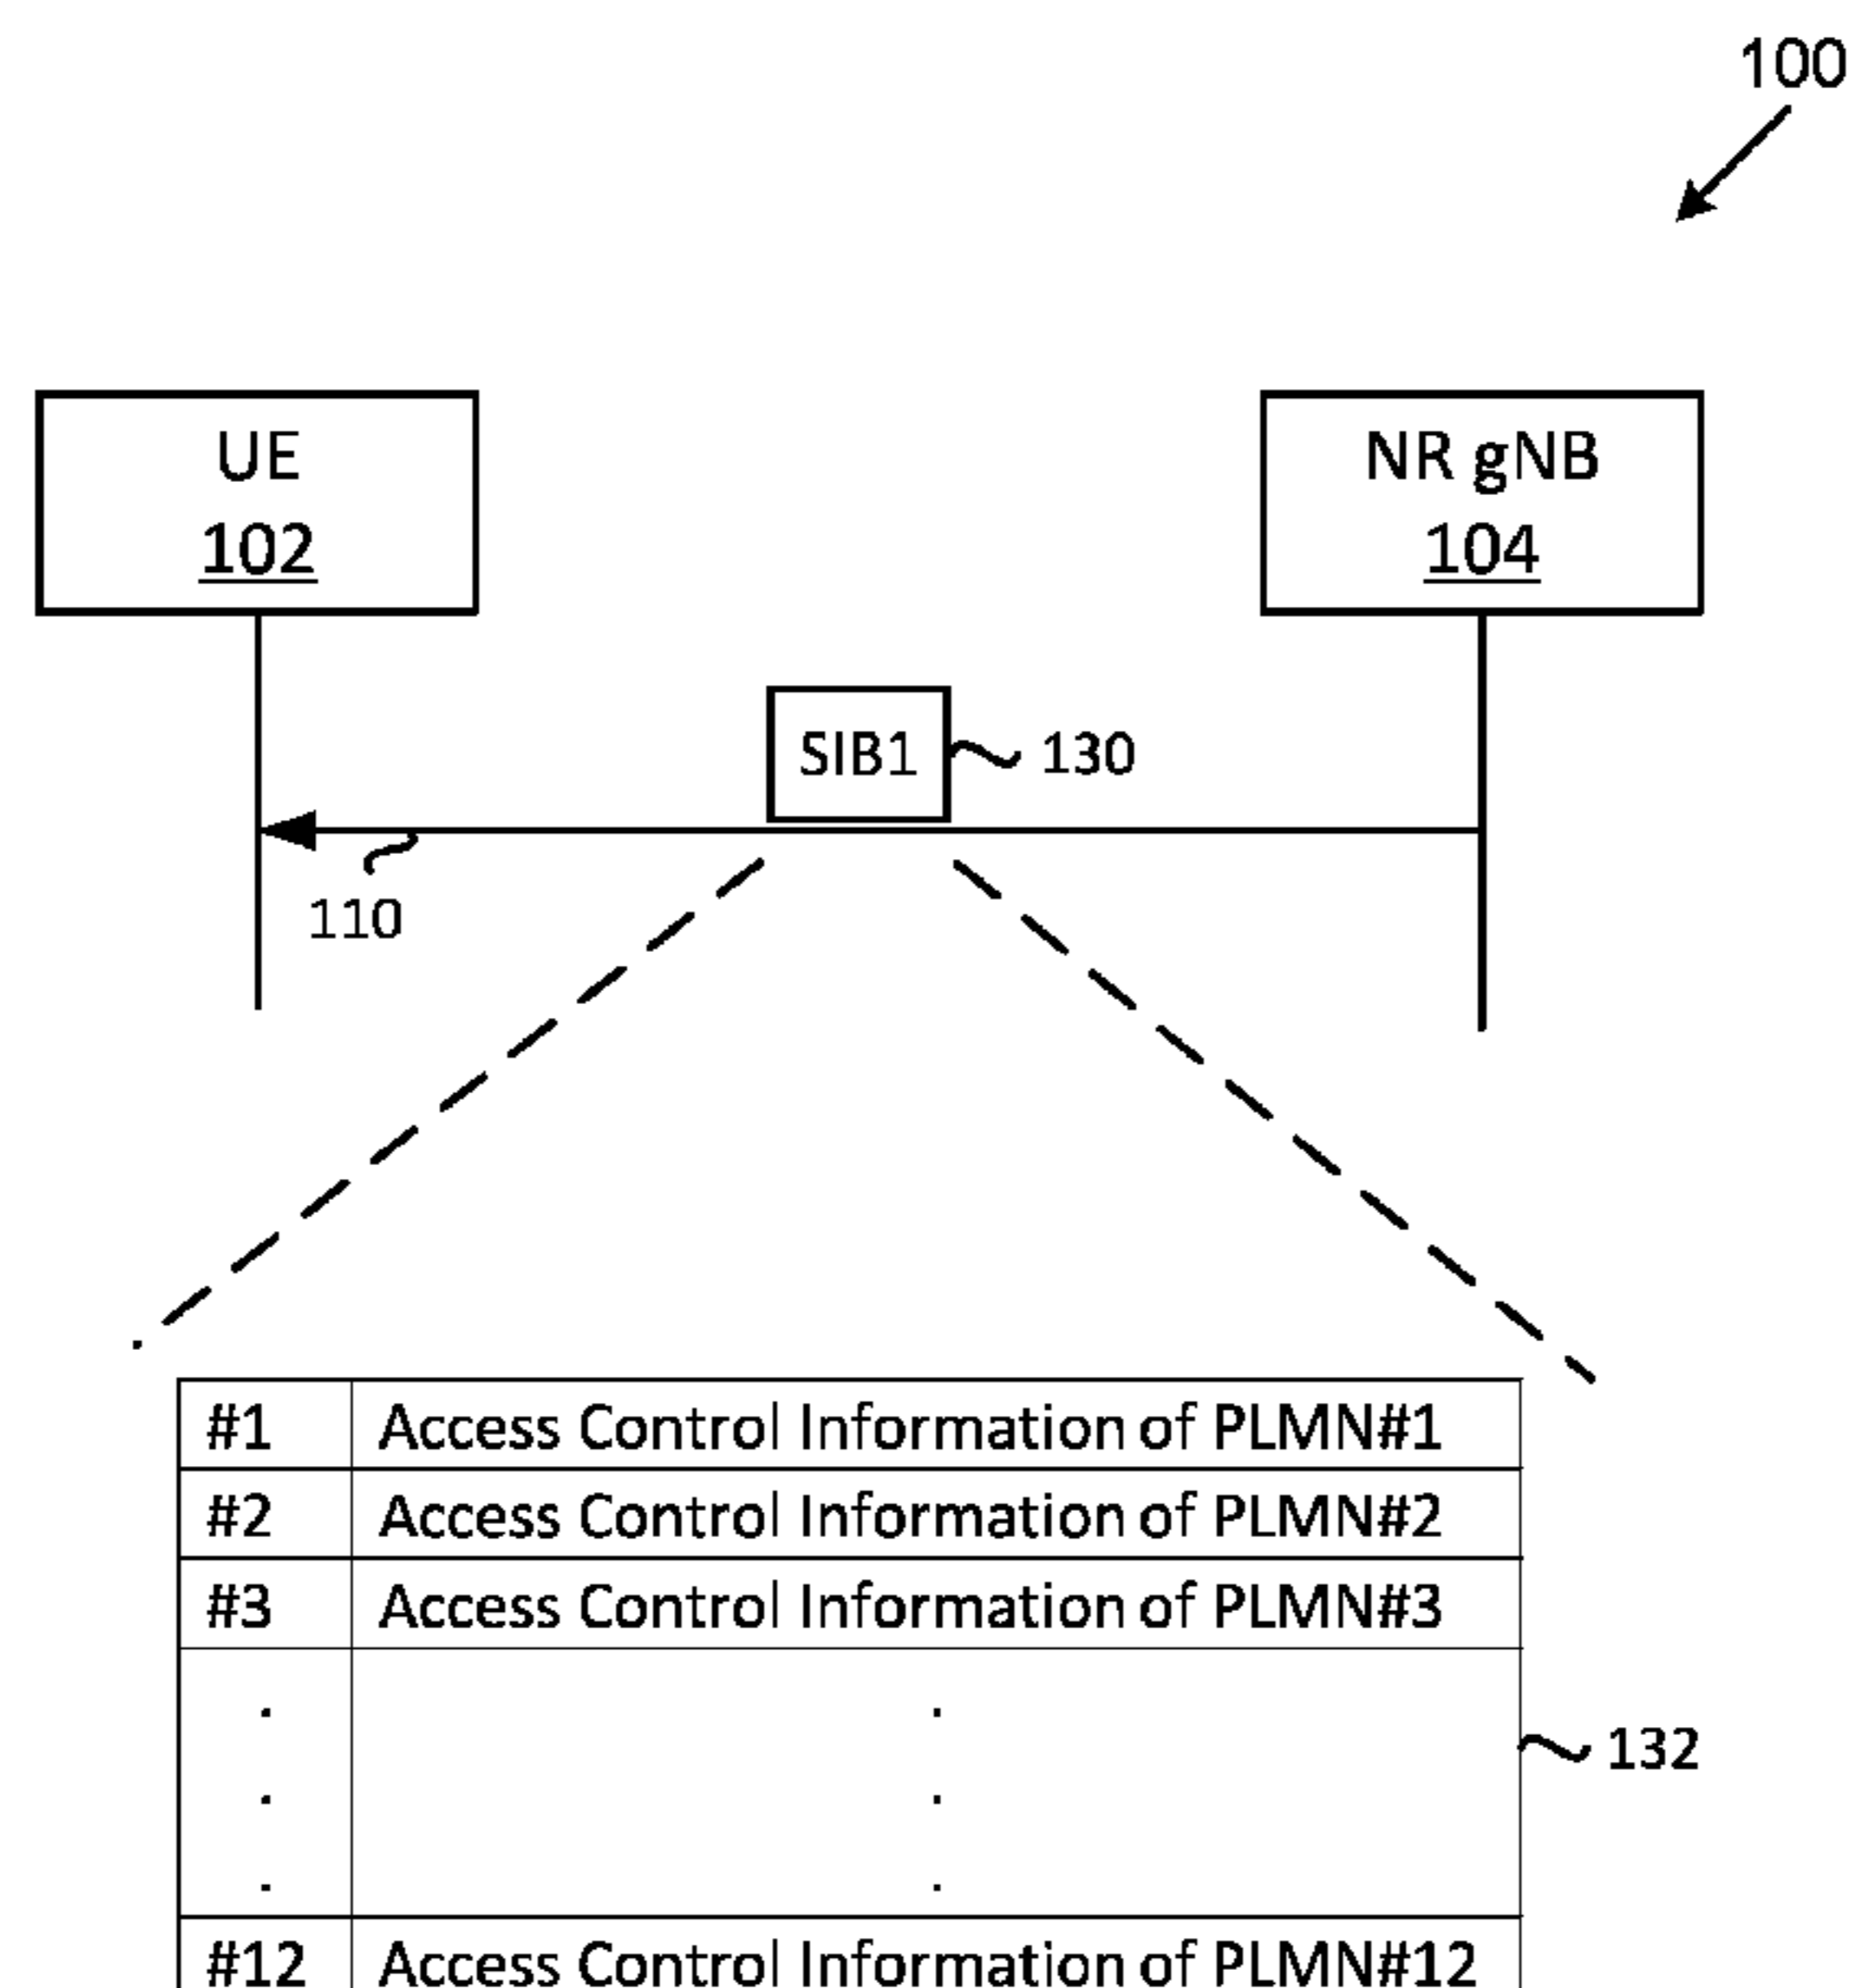 100
UE
102
NR gNB
104
SIB1
130
110
#1 Access Control Information of PLMN#1
#2 Access Control Information of PLMN#2
#3 Access Control Information of PLMN#3
. .
. .
. .
132
#12 Access Control Information of PLMN#12